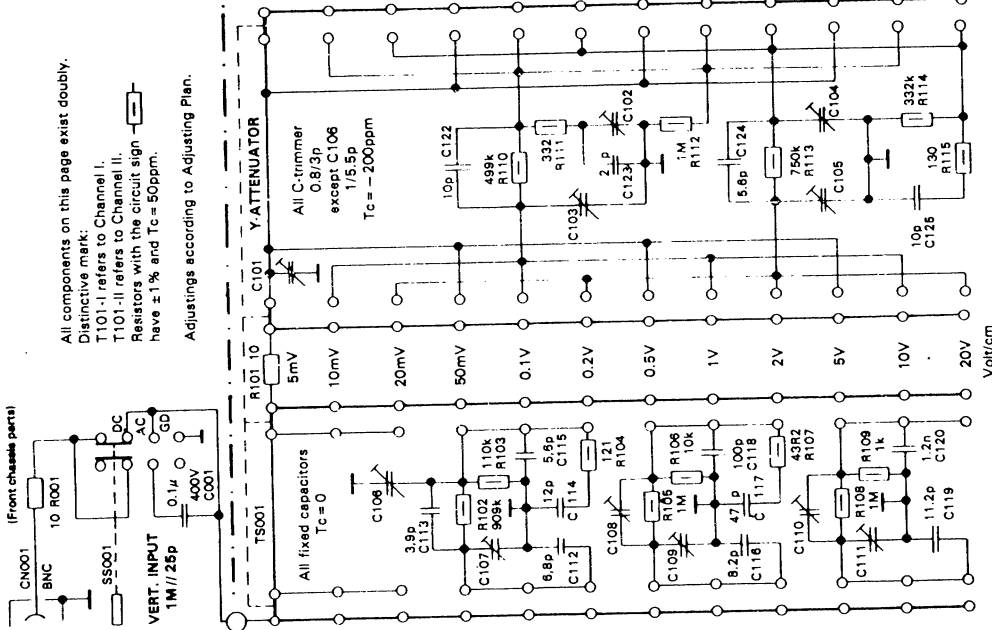 (Front chassis parts)
CN001
BNC
10 R001
SS001
DC
AC
GD
0.1µ
400V
C001
VERT. INPUT
1M // 25p
All components on this page exist doubly.
Distinctive mark:
T101-I refers to Channel I.
T101-II refers to Channel II.
Resistors with the circuit sign
have ± 1 % and Tc = 50ppm.
Adjustings according to Adjusting Plan.
TS001
R101 10
C101
Y-ATTENUATOR
5mV
10mV
20mV
50mV
0.1V
0.2V
0.5V
1V
2V
5V
10V
20V
Volt/cm
All fixed capacitors
Tc = 0
C106
3,9p
C113
C107
R102
909k
110k
R103
6,8p
C112
12p
C114
5,6p
C115
121
R104
C108
R105
1M
R106
10k
C109
8.2p
C116
47p
C117
100p
C118
43R2
R107
C110
R108
1M
R109
1k
C111
11.2p
C119
1.2n
C120
All C-trimmer
0.8/3p
except C106
1/5.5p
Tc = - 200ppm
10p
C122
499k
R110
332
R111
C102
C103
C123
1M
R112
5.6p
C124
750k
R113
C104
C105
332k
R114
10p
C125
130
R115